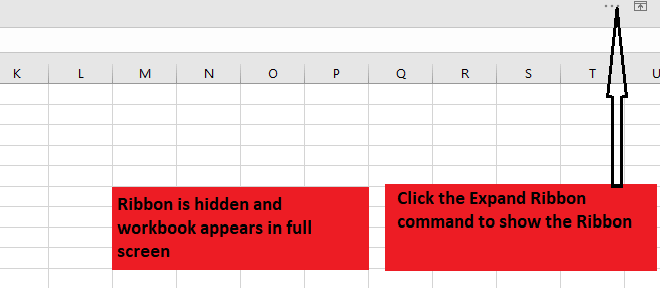 ...
K L M N O P Q R S T U
Ribbon is hidden and
workbook appears in full
screen
Click the Expand Ribbon
command to show the Ribbon